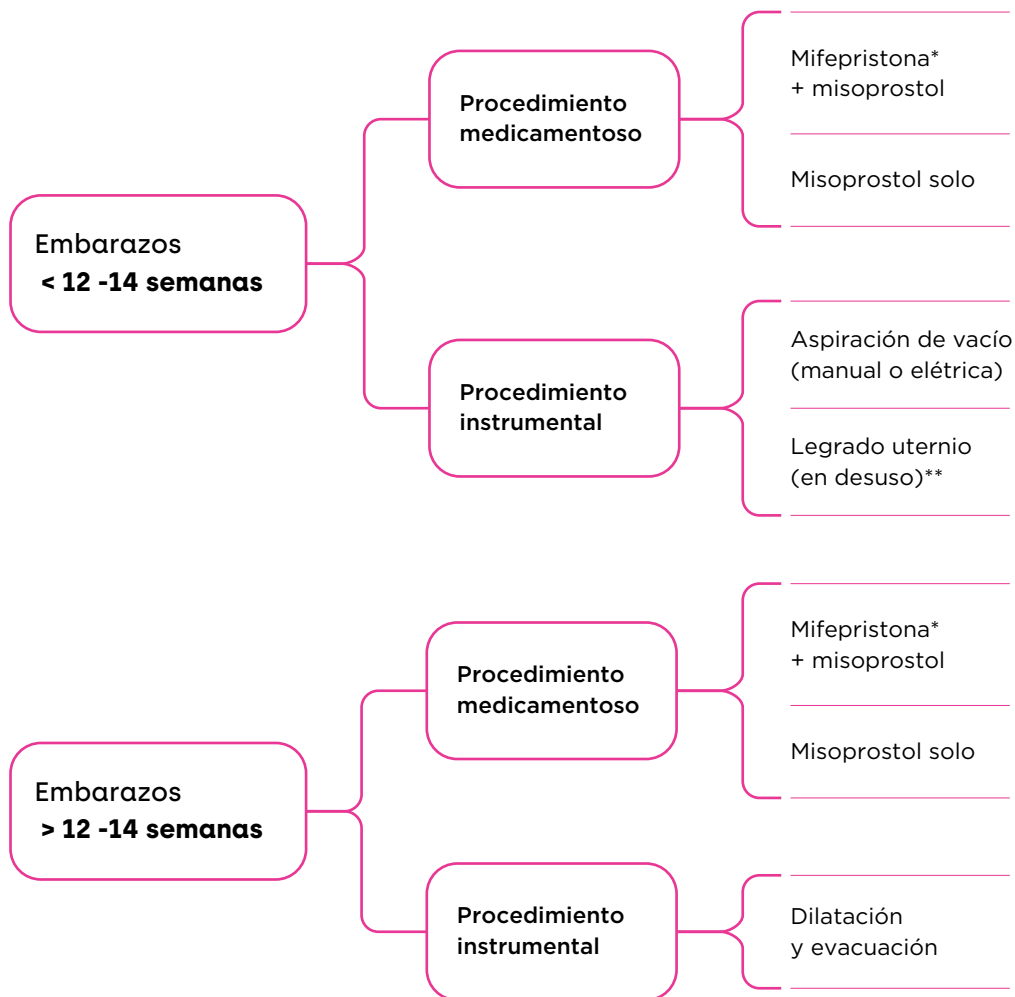 Embarazos
< 12 -14 semanas
Procedimiento
medicamentoso
Mifepristona*
+ misoprostol
Misoprostol solo
Procedimiento
instrumental
Aspiración de vacío
(manual o elétrica)
Legrado uternio
(en desuso)**
Embarazos
> 12 -14 semanas
Procedimiento
medicamentoso
Mifepristona*
+ misoprostol
Misoprostol solo
Procedimiento
instrumental
Dilatación
y evacuación